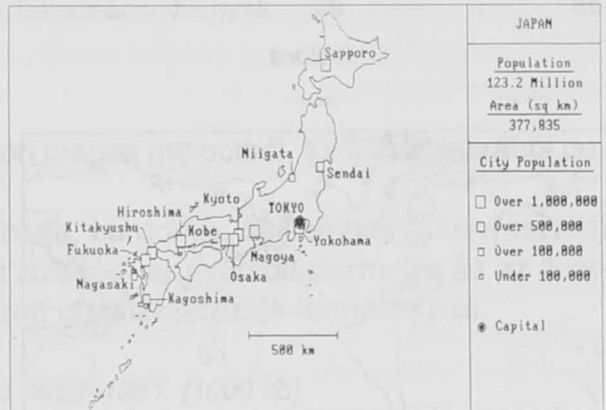 JAPAN
Population
123.2 Million
Area (sq km)
377,835
City Population
Over 1,000,000
Over 500,000
Over 100,000
Under 100,000
Capital
Sapporo
Miigata
Sendai
Kyoto
TOKYO
Hiroshima
Kitakyushu
Kobe
Yokohama
Fukuoka
Nagoya
Osaka
Nagasaki
Kagoshima
500 km